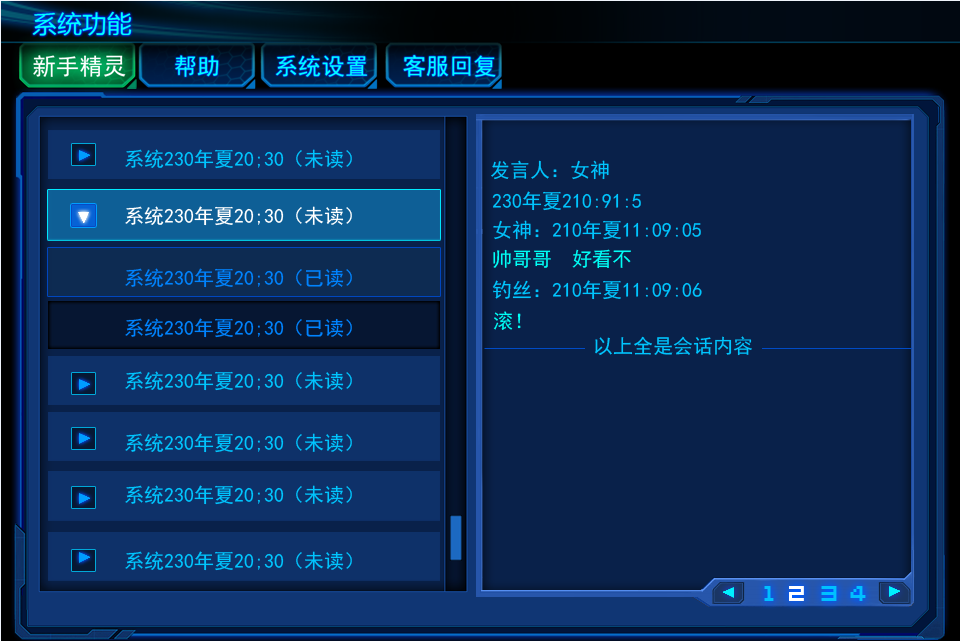 系统功能
新手精灵 帮助 系统设置 客服回复
系统230年夏20;30（未读）
系统230年夏20;30（未读）
系统230年夏20;30（已读）
系统230年夏20;30（已读）
系统230年夏20;30（未读）
系统230年夏20;30（未读）
系统230年夏20;30（未读）
系统230年夏20;30（未读）
发言人：女神
230年夏210:91:5
女神：210年夏11:09:05
帅哥哥 好看不
钓丝：210年夏11:09:06
滚！
以上全是会话内容
1 2 3 4